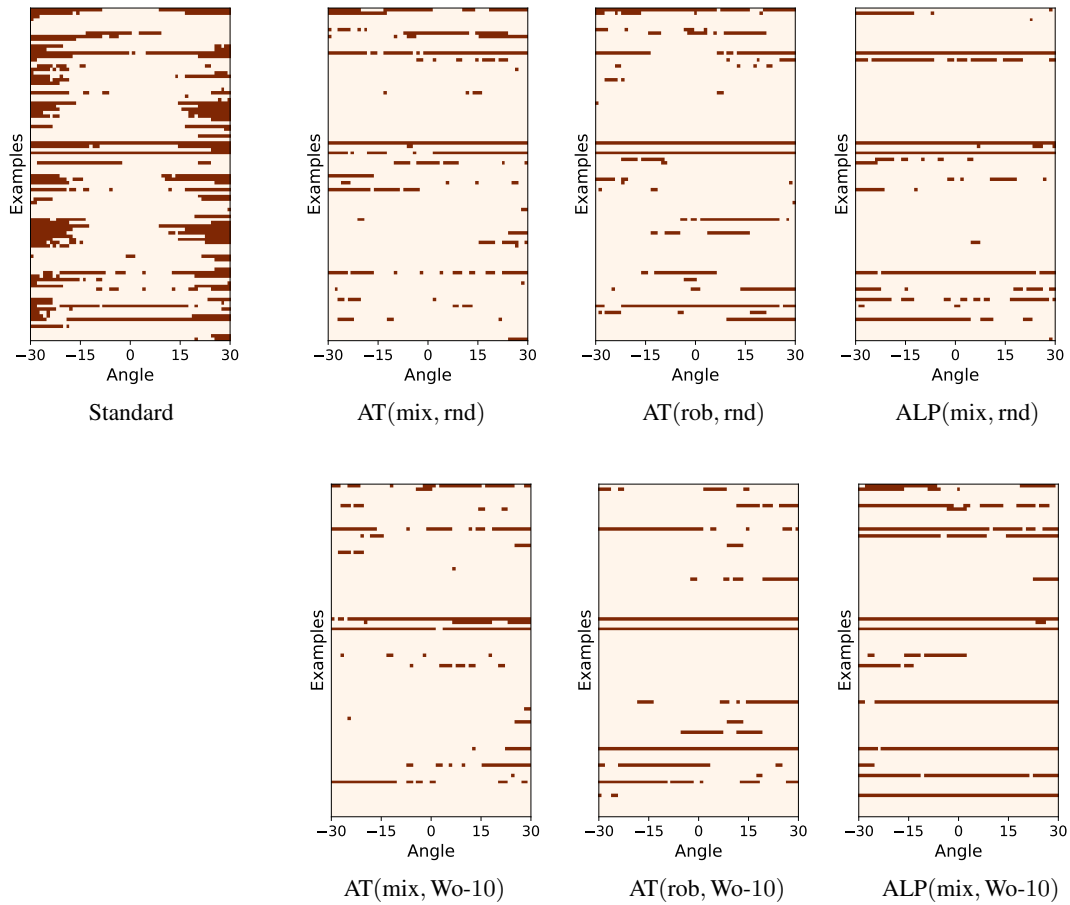 Examples
−30 −15 0 15 30
Angle
Standard
Examples
−30 −15 0 15 30
Angle
AT(mix, rnd)
Examples
−30 −15 0 15 30
Angle
AT(rob, rnd)
Examples
−30 −15 0 15 30
Angle
ALP(mix, rnd)
Examples
−30 −15 0 15 30
Angle
AT(mix, Wo-10)
Examples
−30 −15 0 15 30
Angle
AT(rob, Wo-10)
Examples
−30 −15 0 15 30
Angle
ALP(mix, Wo-10)